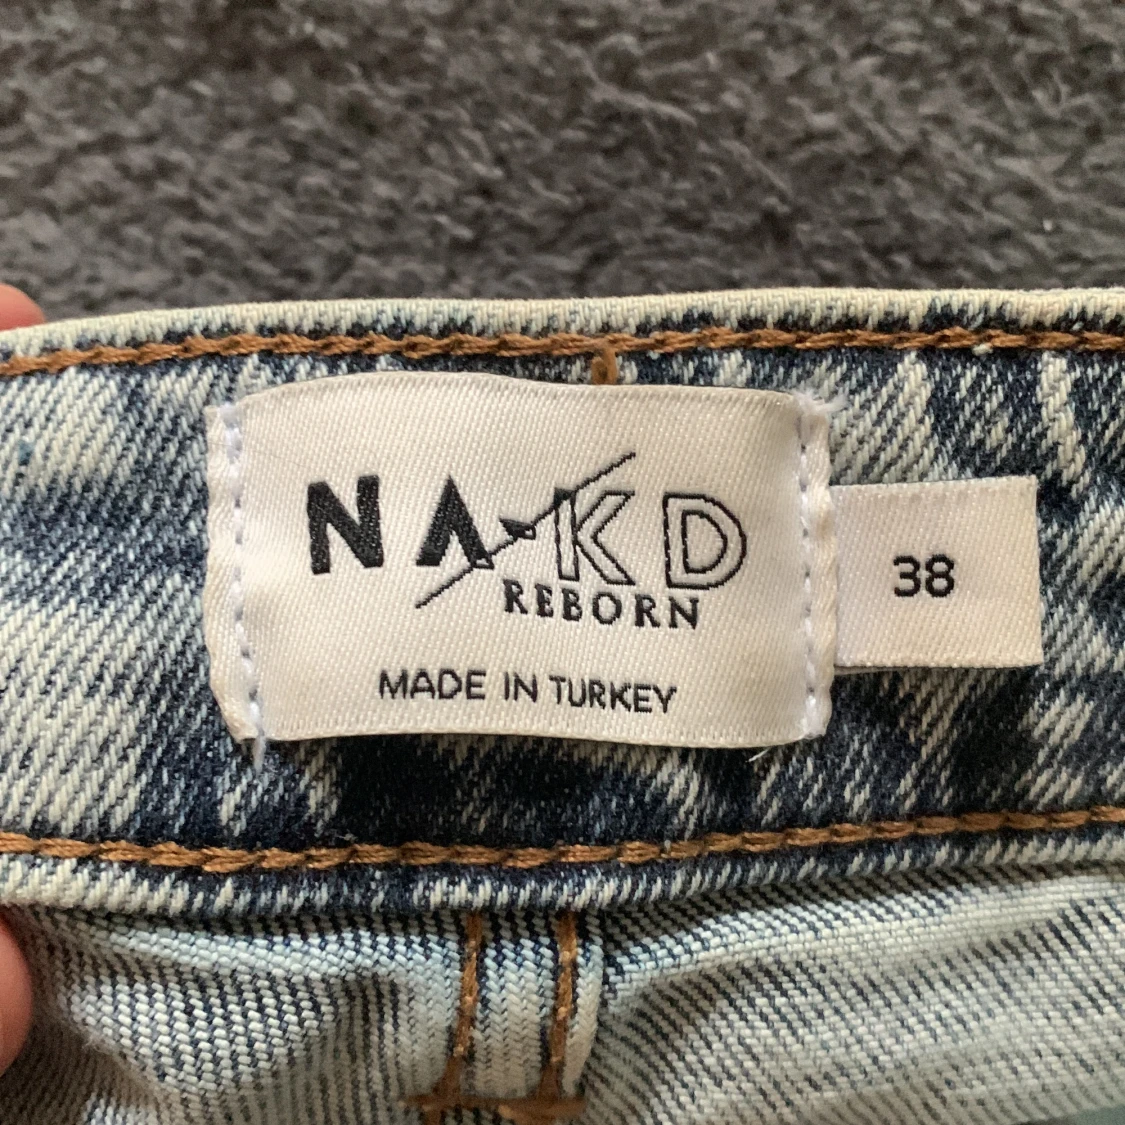 NA-KD
REBORN
MADE IN TURKEY
38